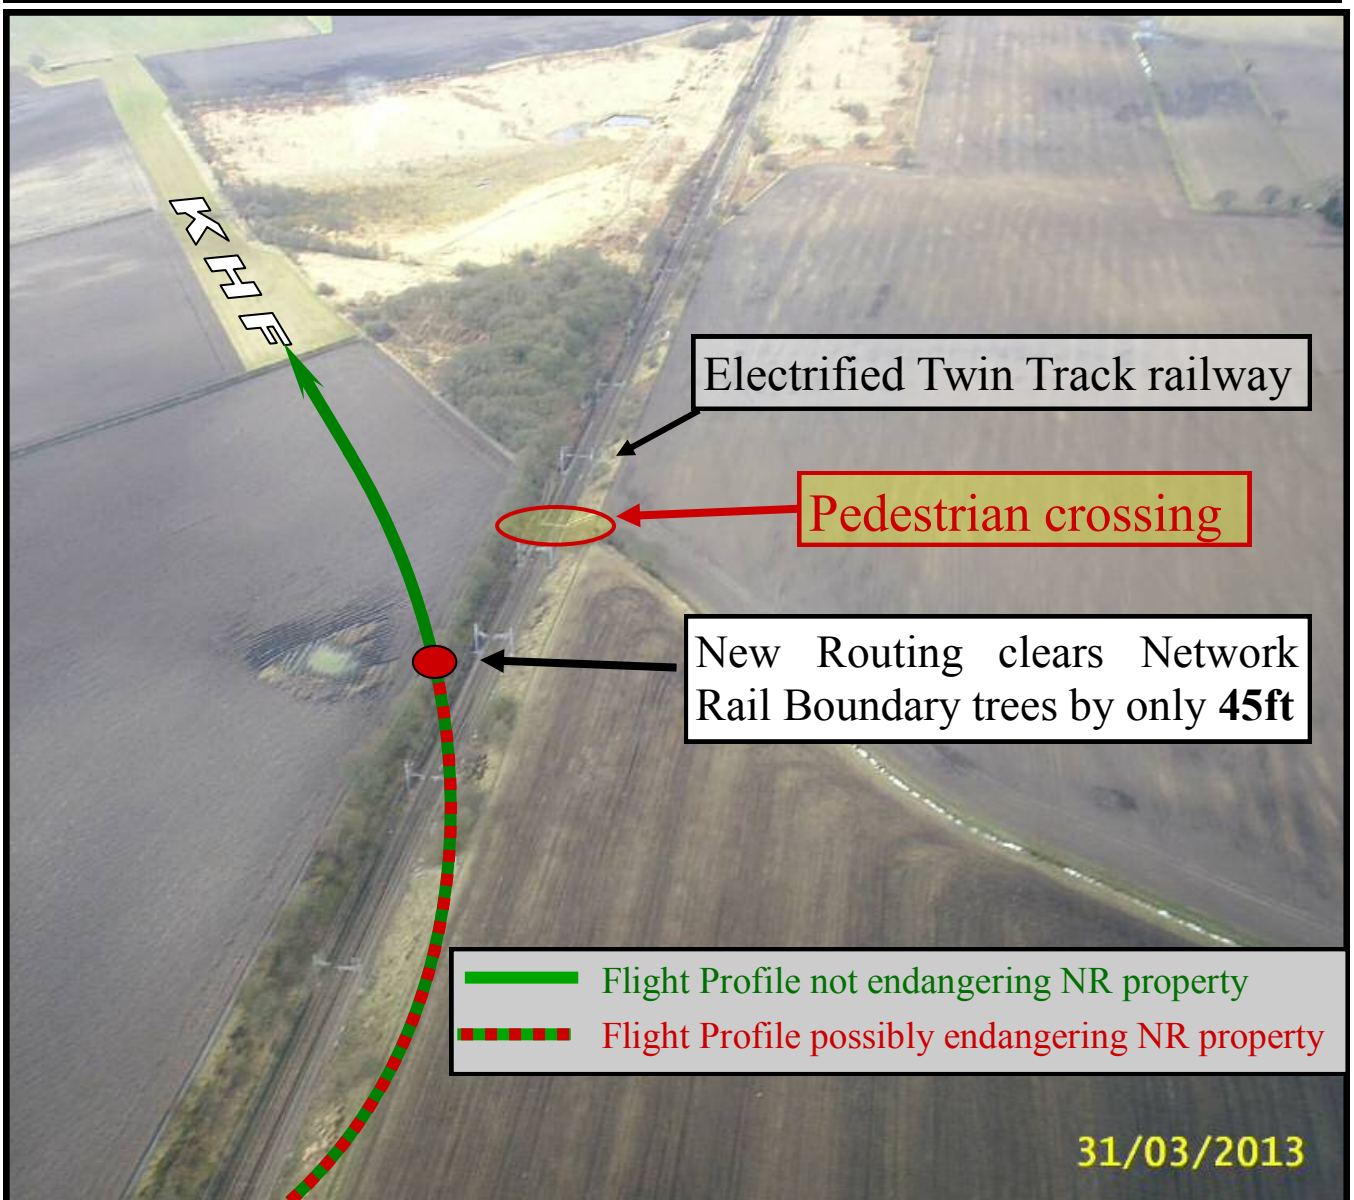 K H F
Electrified Twin Track railway
Pedestrian crossing
New Routing clears Network
Rail Boundary trees by only 45ft
Flight Profile not endangering NR property
Flight Profile possibly endangering NR property
31/03/2013